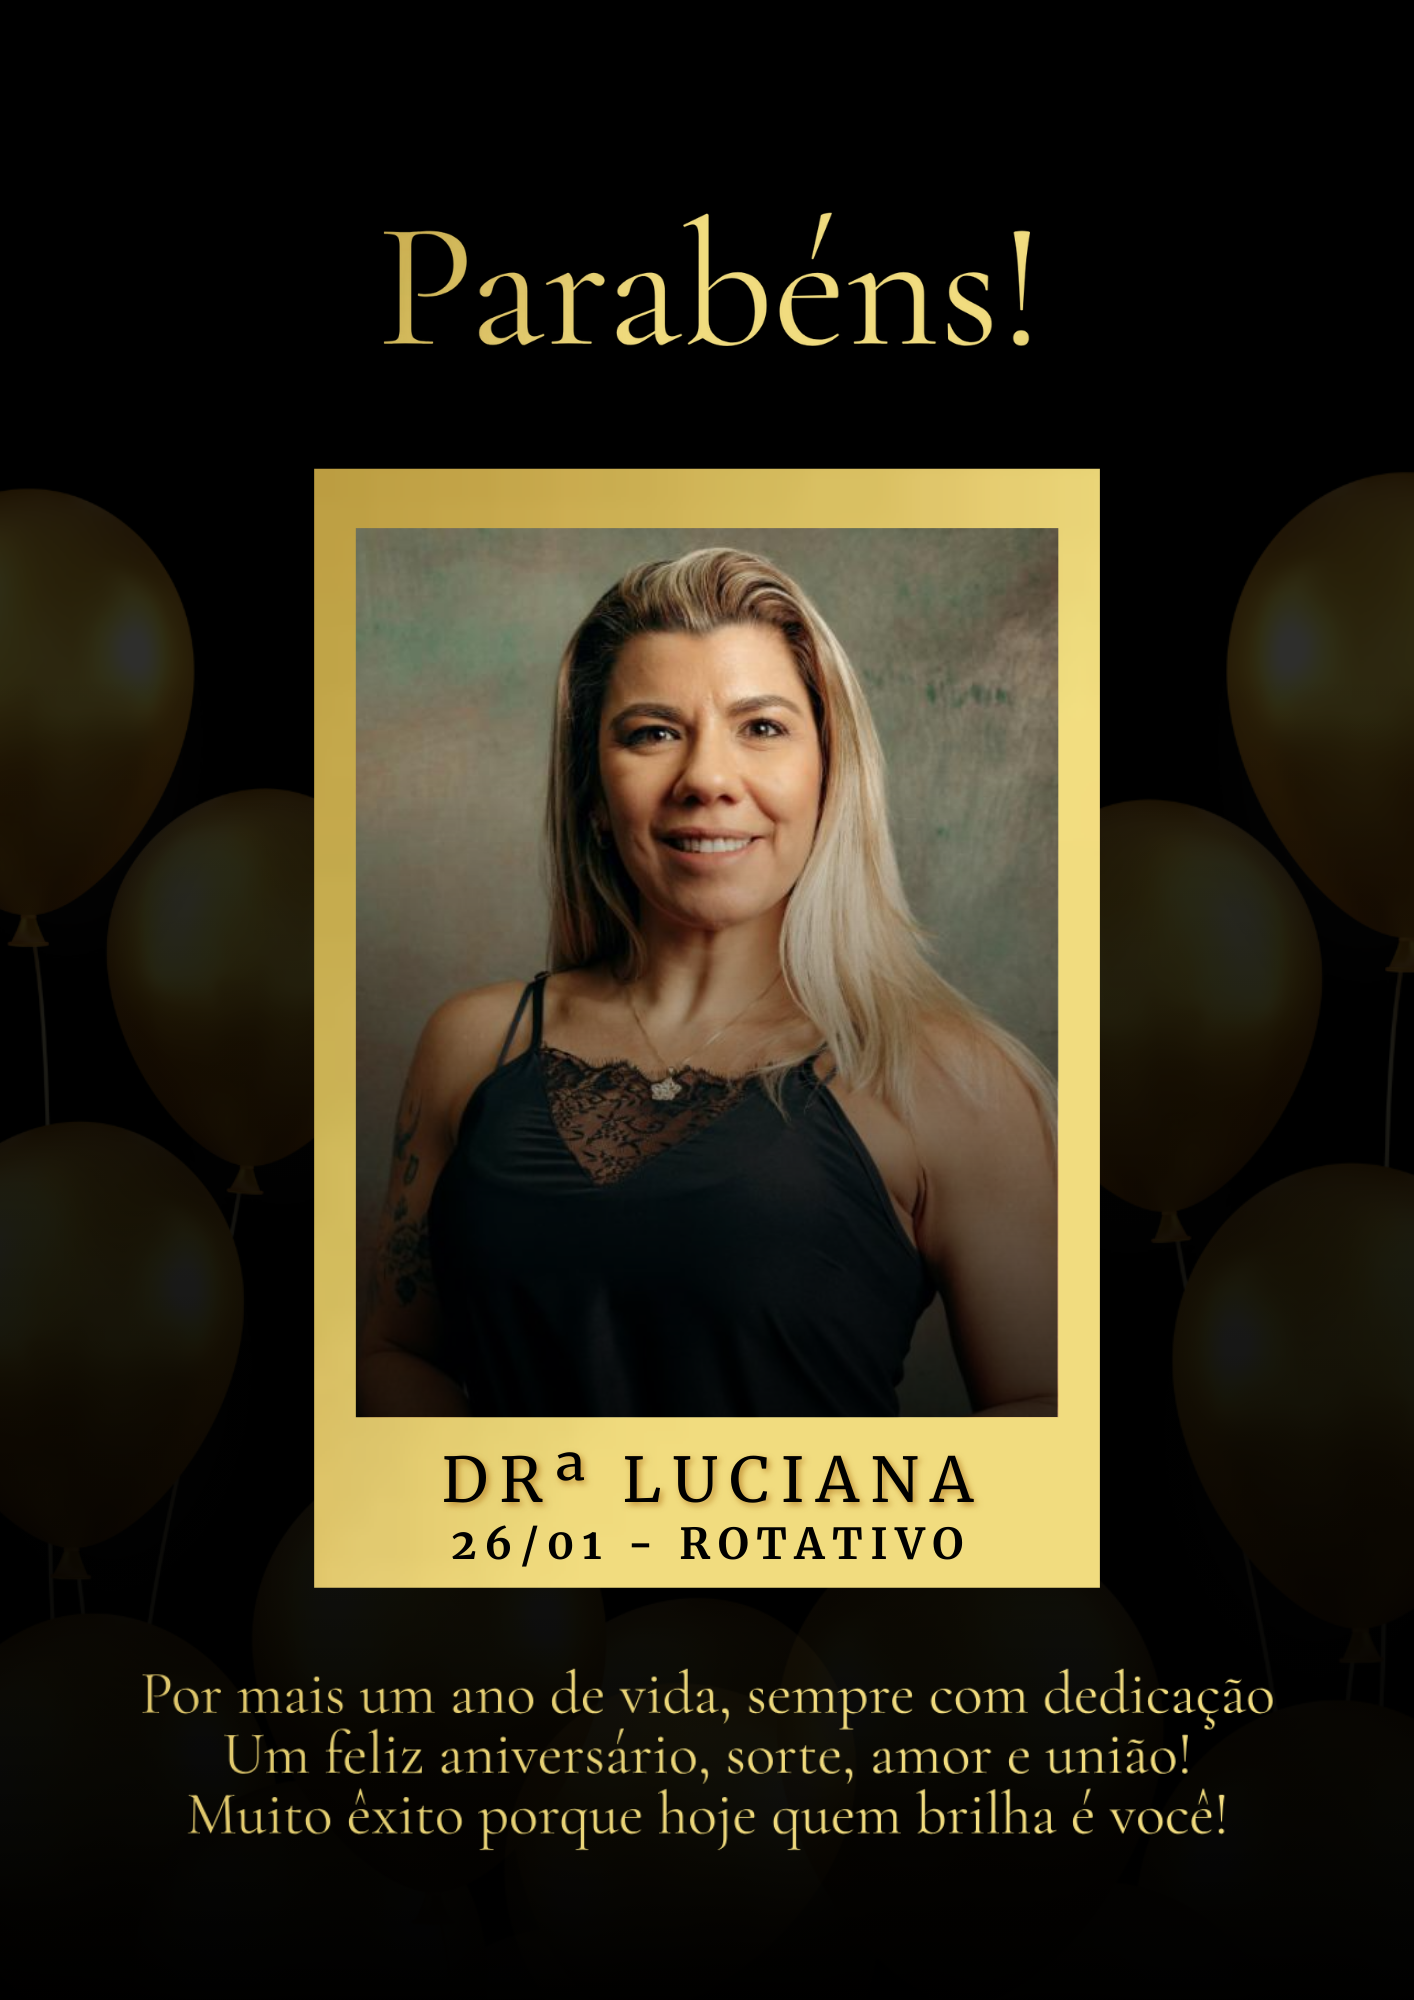 Parabéns!
DRª LUCIANA
26/01 - ROTATIVO
Por mais um ano de vida, sempre com dedicação
Um feliz aniversário, sorte, amor e união!
Muito êxito porque hoje quem brilha é você!